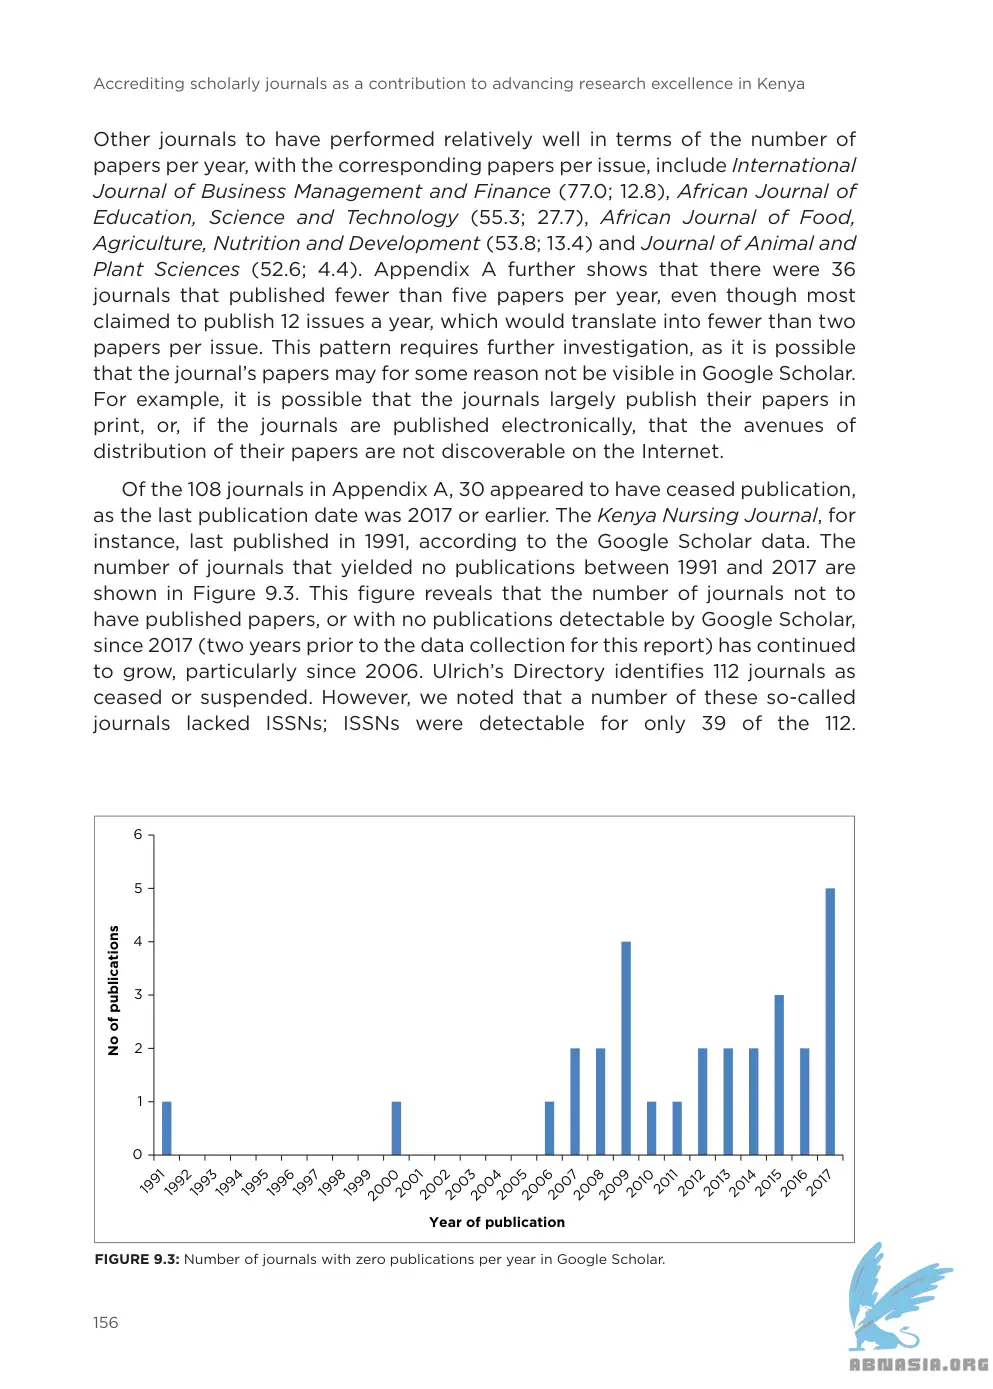 Accrediting scholarly journals as a contribution to advancing research excellence in Kenya
Other journals to have performed relatively well in terms of the number of
papers per year, with the corresponding papers per issue, include International
Journal of Business Management and Finance (77.0; 12.8), African Journal of
Education, Science and Technology (55.3; 27.7), African Journal of Food,
Agriculture, Nutrition and Development (53.8; 13.4) and Journal of Animal and
Plant Sciences (52.6; 4.4). Appendix A further shows that there were 36
journals that published fewer than five papers per year, even though most
claimed to publish 12 issues a year, which would translate into fewer than two
papers per issue. This pattern requires further investigation, as it is possible
that the journal’s papers may for some reason not be visible in Google Scholar.
For example, it is possible that the journals largely publish their papers in
print, or, if the journals are published electronically, that the avenues of
distribution of their papers are not discoverable on the Internet.
Of the 108 journals in Appendix A, 30 appeared to have ceased publication,
as the last publication date was 2017 or earlier. The Kenya Nursing Journal, for
instance, last published in 1991, according to the Google Scholar data. The
number of journals that yielded no publications between 1991 and 2017 are
shown in Figure 9.3. This figure reveals that the number of journals not to
have published papers, or with no publications detectable by Google Scholar,
since 2017 (two years prior to the data collection for this report) has continued
to grow, particularly since 2006. Ulrich’s Directory identifies 112 journals as
ceased or suspended. However, we noted that a number of these so-called
journals lacked ISSNs; ISSNs were detectable for only 39 of the 112.
No of publications
6
5
4
3
2
1
0
1991
1992
1993
1994
1995
1996
1997
1998
1999
2000
2001
2002
2003
2004
2005
2006
2007
2008
2009
2010
2011
2012
2013
2014
2015
2016
2017
Year of publication
FIGURE 9.3: Number of journals with zero publications per year in Google Scholar.
156
ABNASIA.ORG